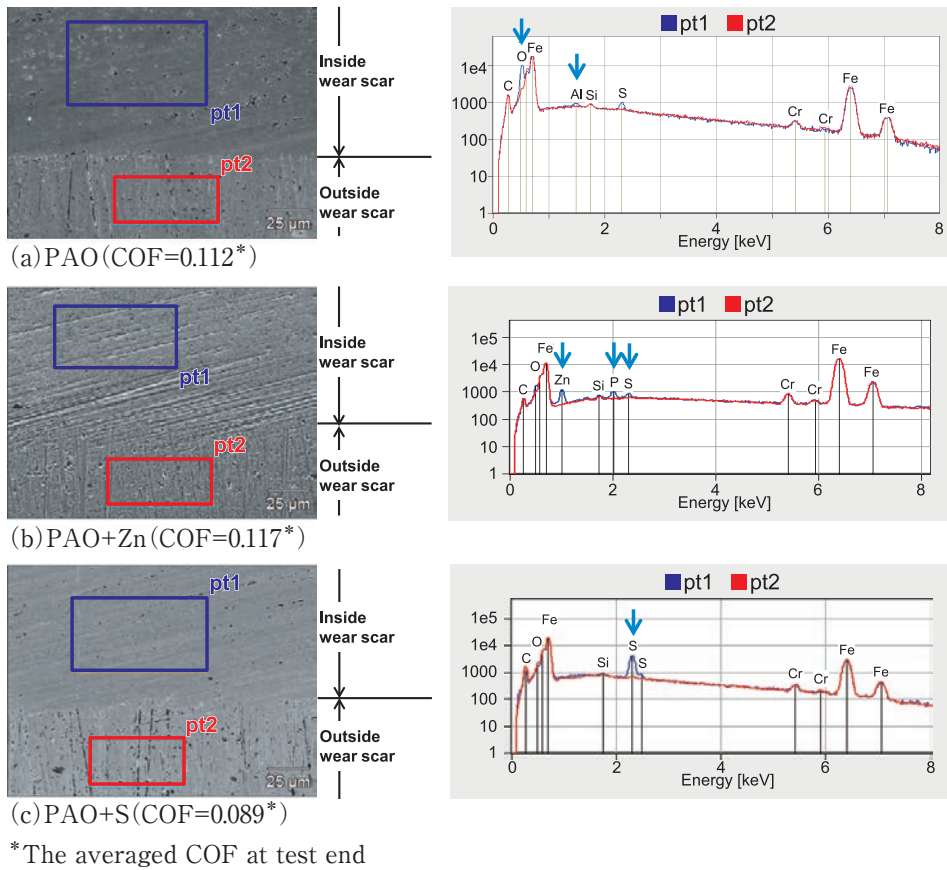 pt1
pt2
25 μm
Inside
wear scar
Outside
wear scar
(a)PAO(COF=0.112*)
pt1 pt2
1e4
1000
100
10
1
C O Fe Al Si S Cr Cr Fe Fe
0 2 4 6 8
Energy [keV]
pt1
pt2
25 μm
Inside
wear scar
Outside
wear scar
(b)PAO+Zn(COF=0.117*)
pt1 pt2
1e5
1e4
1000
100
10
1
C O Fe Zn Si P S Cr Cr Fe Fe
0 2 4 6 8
Energy [keV]
pt1
pt2
25 μm
Inside
wear scar
Outside
wear scar
(c)PAO+S(COF=0.089*)
pt1 pt2
1e5
1e4
1000
100
10
1
C O Fe Si S S Cr Cr Fe Fe
0 2 4 6 8
Energy [keV]
*The averaged COF at test end